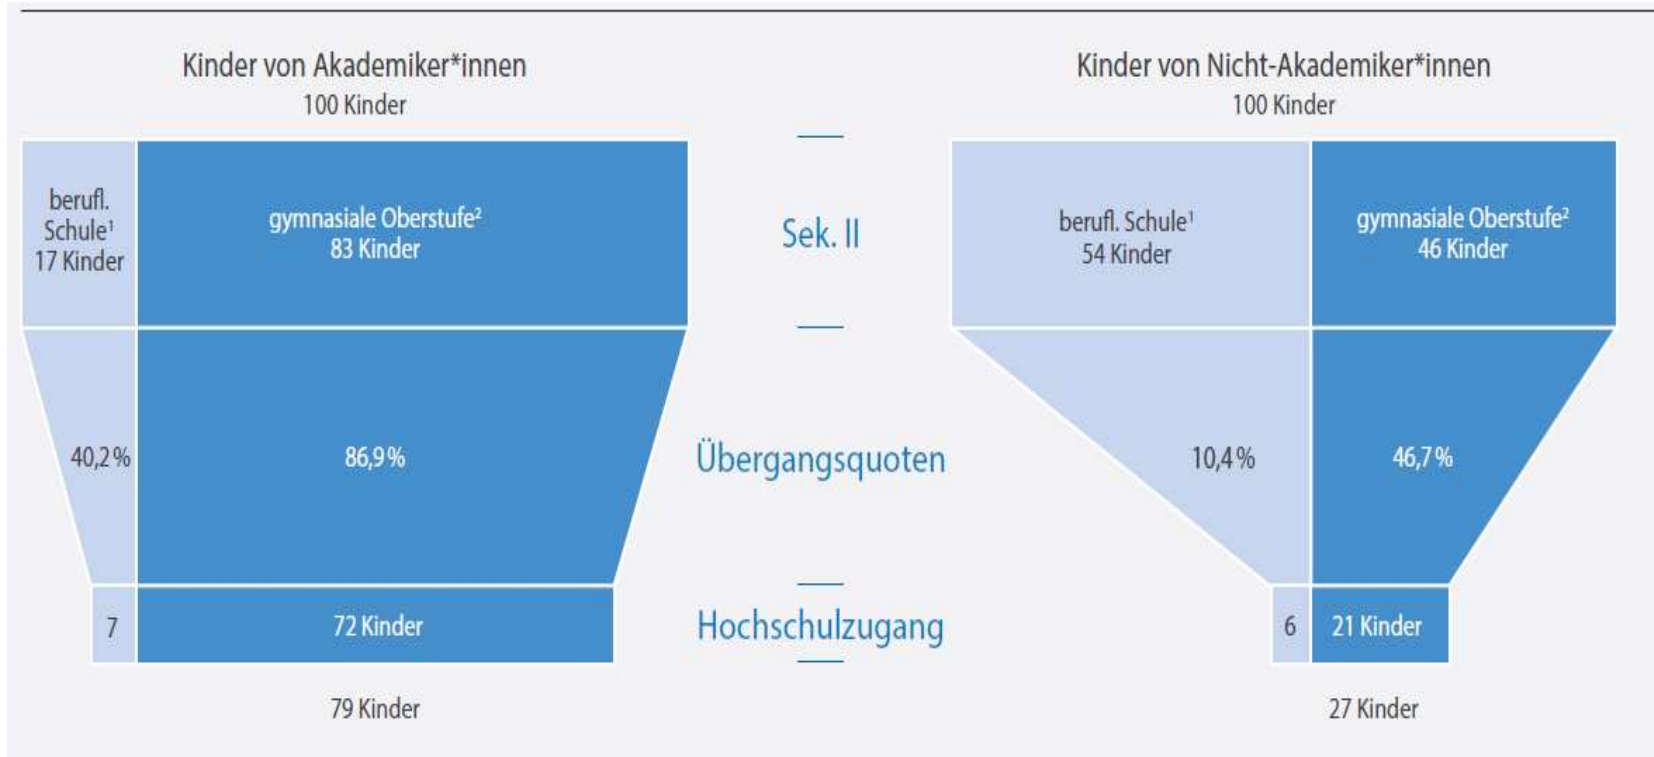 Kinder von Akademiker*innen
100 Kinder
berufl.
Schule¹
17 Kinder
gymnasiale Oberstufe²
83 Kinder
40,2%
86,9%
7
72 Kinder
79 Kinder
Sek. II
Übergangsquoten
Hochschulzugang
Kinder von Nicht-Akademiker*innen
100 Kinder
berufl. Schule¹
54 Kinder
gymnasiale Oberstufe²
46 Kinder
10,4%
46,7%
6
21 Kinder
27 Kinder